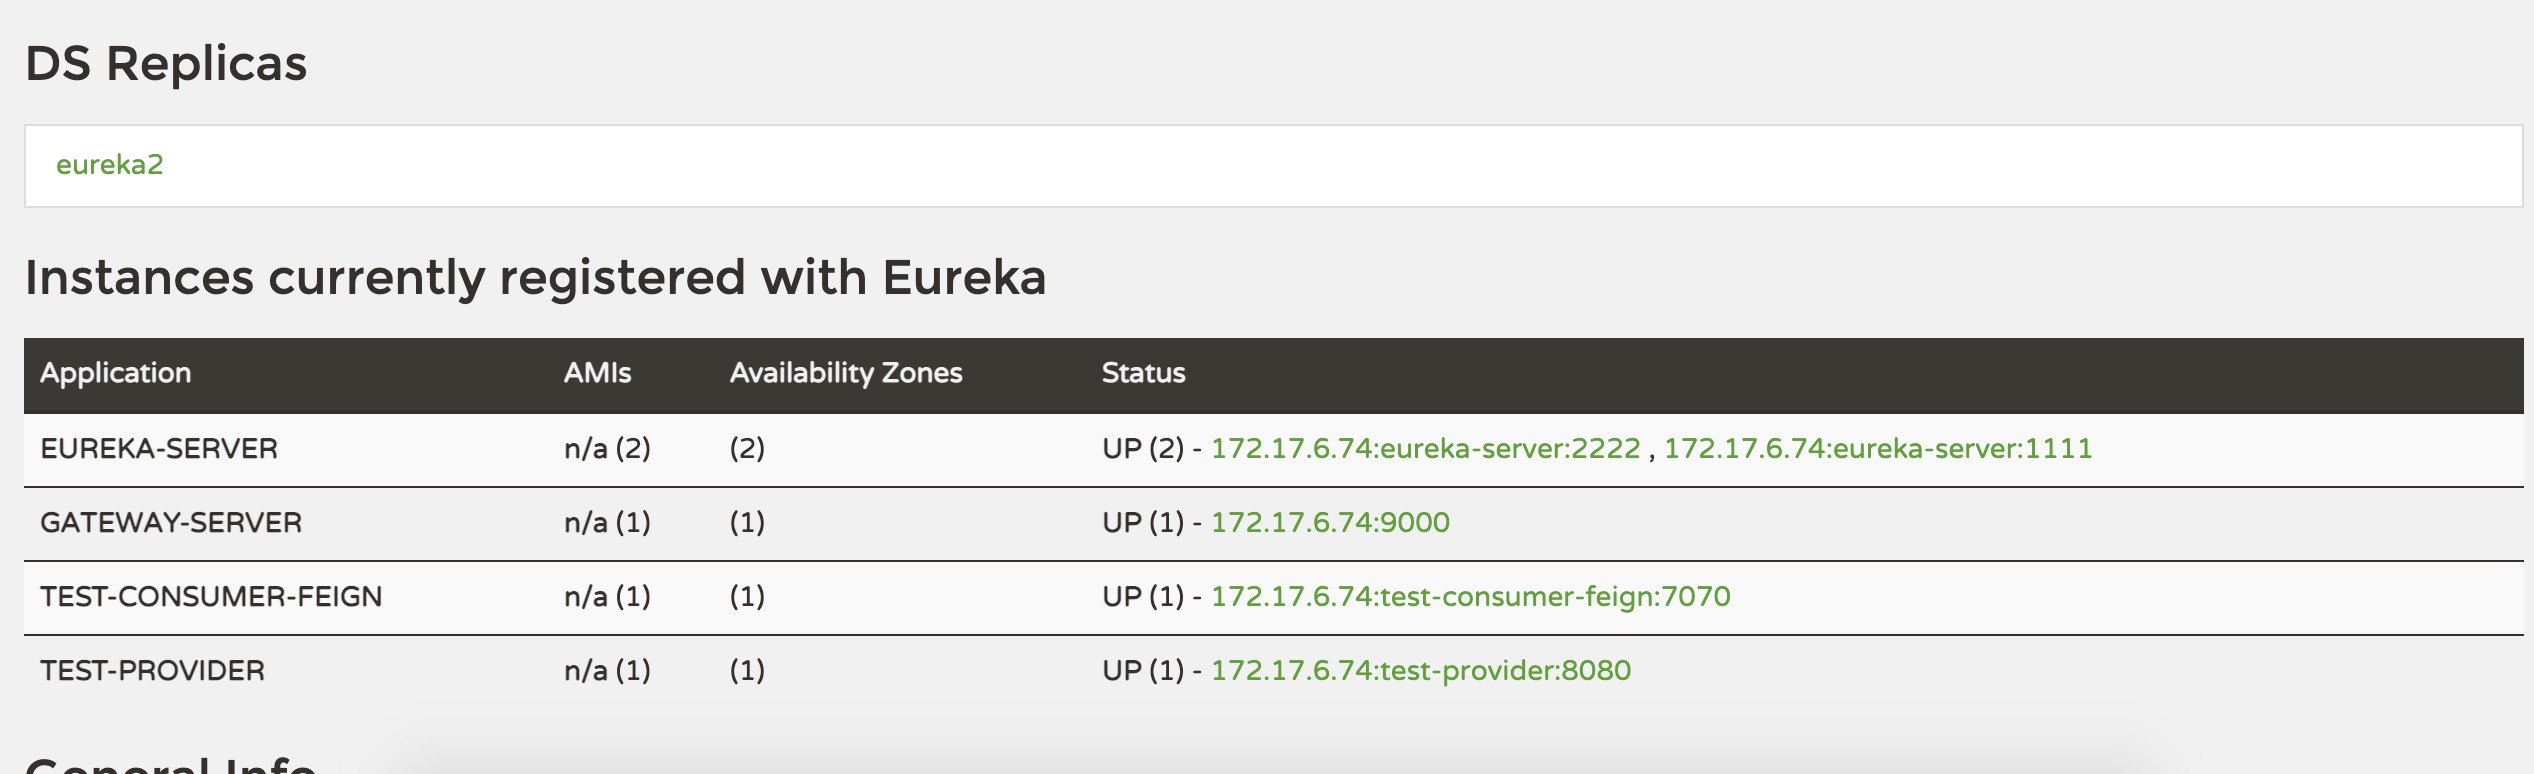 DS Replicas
eureka2
Instances currently registered with Eureka
Application AMIs Availability Zones Status
EUREKA-SERVER n/a (2) (2) UP (2) - 172.17.6.74:eureka-server:2222 , 172.17.6.74:eureka-server:1111
GATEWAY-SERVER n/a (1) (1) UP (1) - 172.17.6.74:9000
TEST-CONSUMER-FEIGN n/a (1) (1) UP (1) - 172.17.6.74:test-consumer-feign:7070
TEST-PROVIDER n/a (1) (1) UP (1) - 172.17.6.74:test-provider:8080
General Info